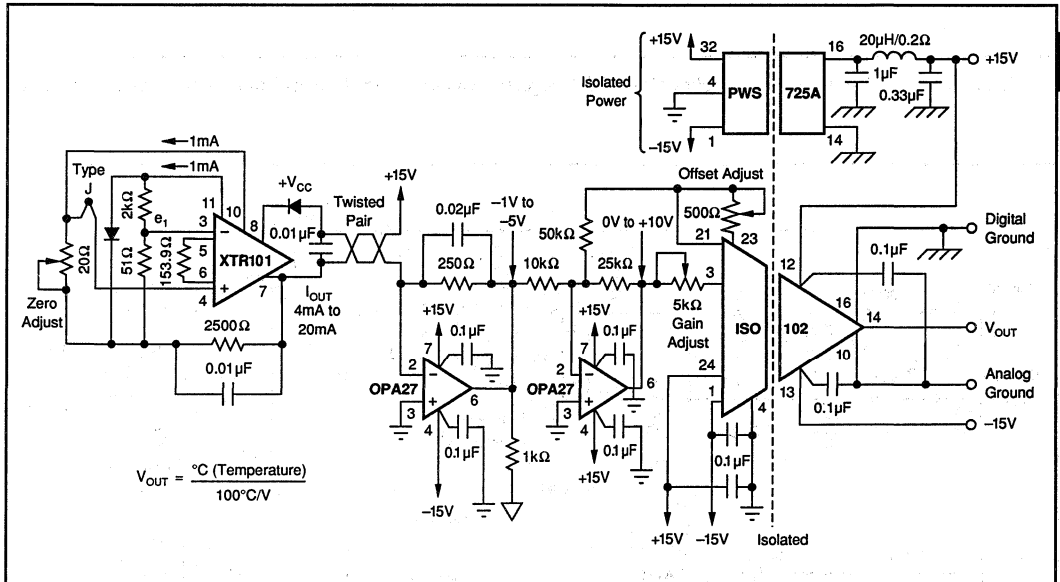 +15V
32
Isolated
Power
4
PWS
–15V
1
725A
16
20µH/0.2Ω
+15V
1µF
0.33µF
14
1mA
1mA
Type
J
2kΩ
e1
11
10
3
–
5
6
+
4
XTR101
8
7
+VCC
0.01µF
Twisted
Pair
+15V
20Ω
51Ω
153.9Ω
Zero
Adjust
IOUT
4mA to
20mA
2500Ω
0.01µF
0.02µF
–1V to
–5V
250Ω
10kΩ
+15V
7
0.1µF
2
–
OPA27
+
3
4
6
0.1µF
1kΩ
–15V
50kΩ
0V to +10V
25kΩ
+15V
7
0.1µF
2
–
OPA27
+
3
4
6
0.1µF
+15V
Offset Adjust
500Ω
21
23
3
5kΩ
Gain
Adjust
ISO
24
1
4
0.1µF
+15V
–15V
Isolated
12
102
16
14
10
13
0.1µF
0.1µF
Digital
Ground
VOUT
Analog
Ground
–15V
VOUT = °C (Temperature)
100°C/V